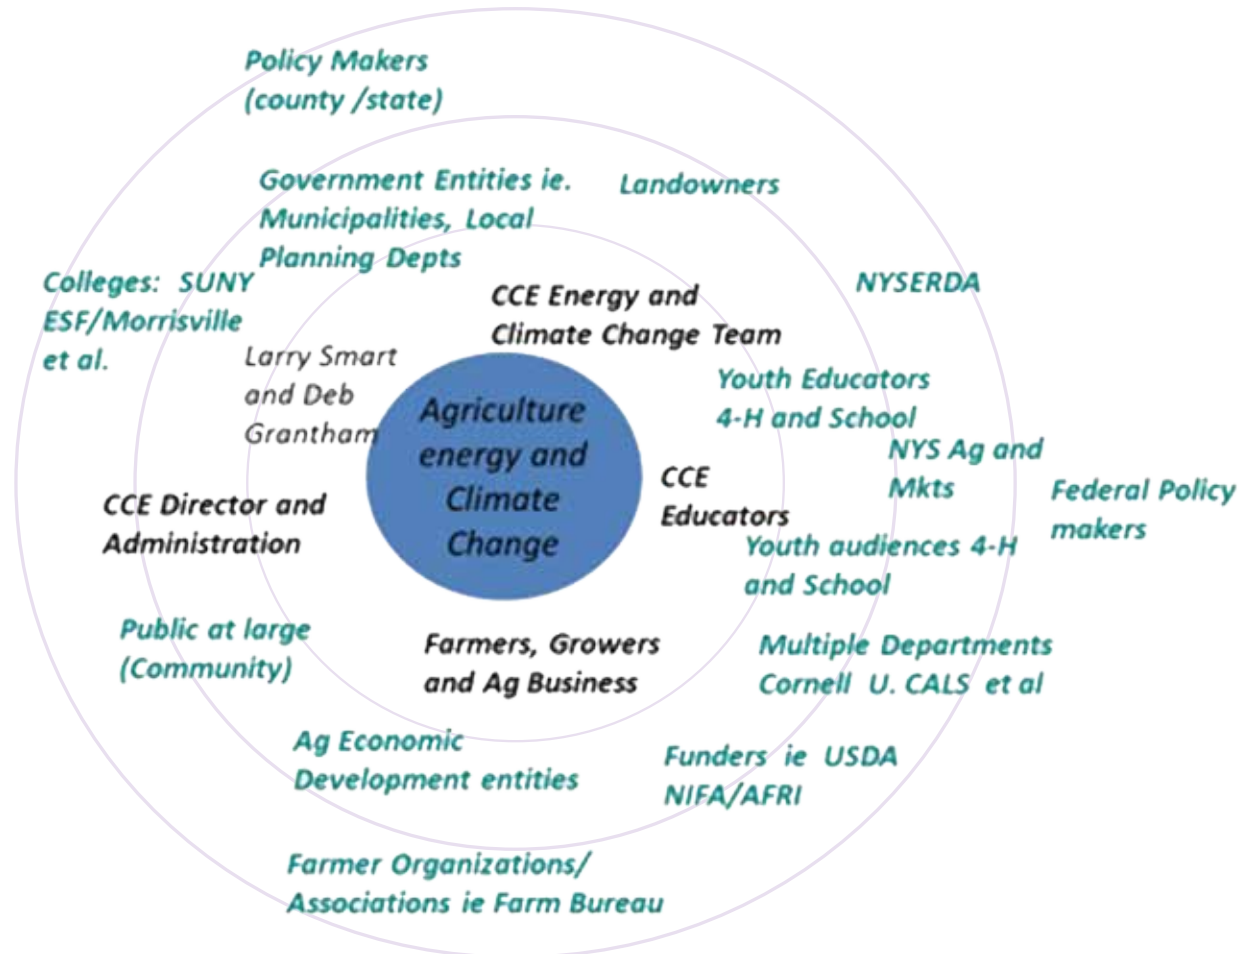 Policy Makers
(county /state)
Government Entities ie.
Municipalities, Local
Planning Depts
Landowners
Colleges: SUNY
ESF/Morrisville
et al.
NYSERDA
CCE Energy and
Climate Change Team
Larry Smart
and Deb
Grantham
Youth Educators
4-H and School
Agriculture
energy and
Climate
Change
NYS Ag and
Mkts
CCE
Educators
Federal Policy
makers
CCE Director and
Administration
Youth audiences 4-H
and School
Public at large
(Community)
Farmers, Growers
and Ag Business
Multiple Departments
Cornell U. CALS et al
Ag Economic
Development entities
Funders ie USDA
NIFA/AFRI
Farmer Organizations/
Associations ie Farm Bureau